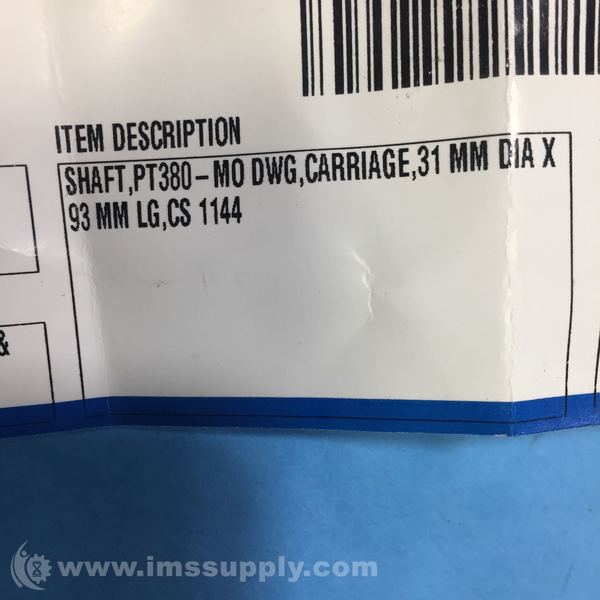 ITEM DESCRIPTION
SHAFT,PT380-MO DWG,CARRIAGE,31 MM DIA X
93 MM LG,CS 1144
&
www.imssupply.com